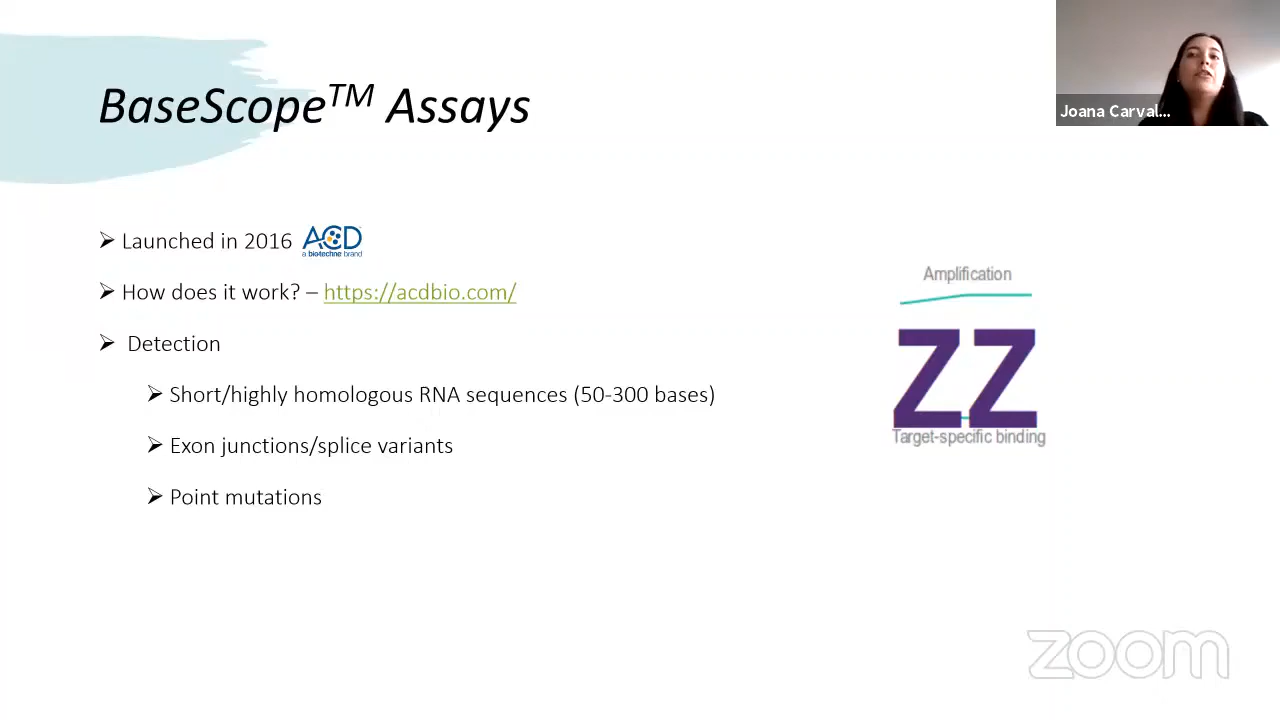 BaseScope™ Assays
Joana Carval...
➢ Launched in 2016 ACD
a biotechne brand
➢ How does it work? – https://acdbio.com/
➢ Detection
➢ Short/highly homologous RNA sequences (50-300 bases)
➢ Exon junctions/splice variants
➢ Point mutations
Amplification
ZZ
Target-specific binding
zoom